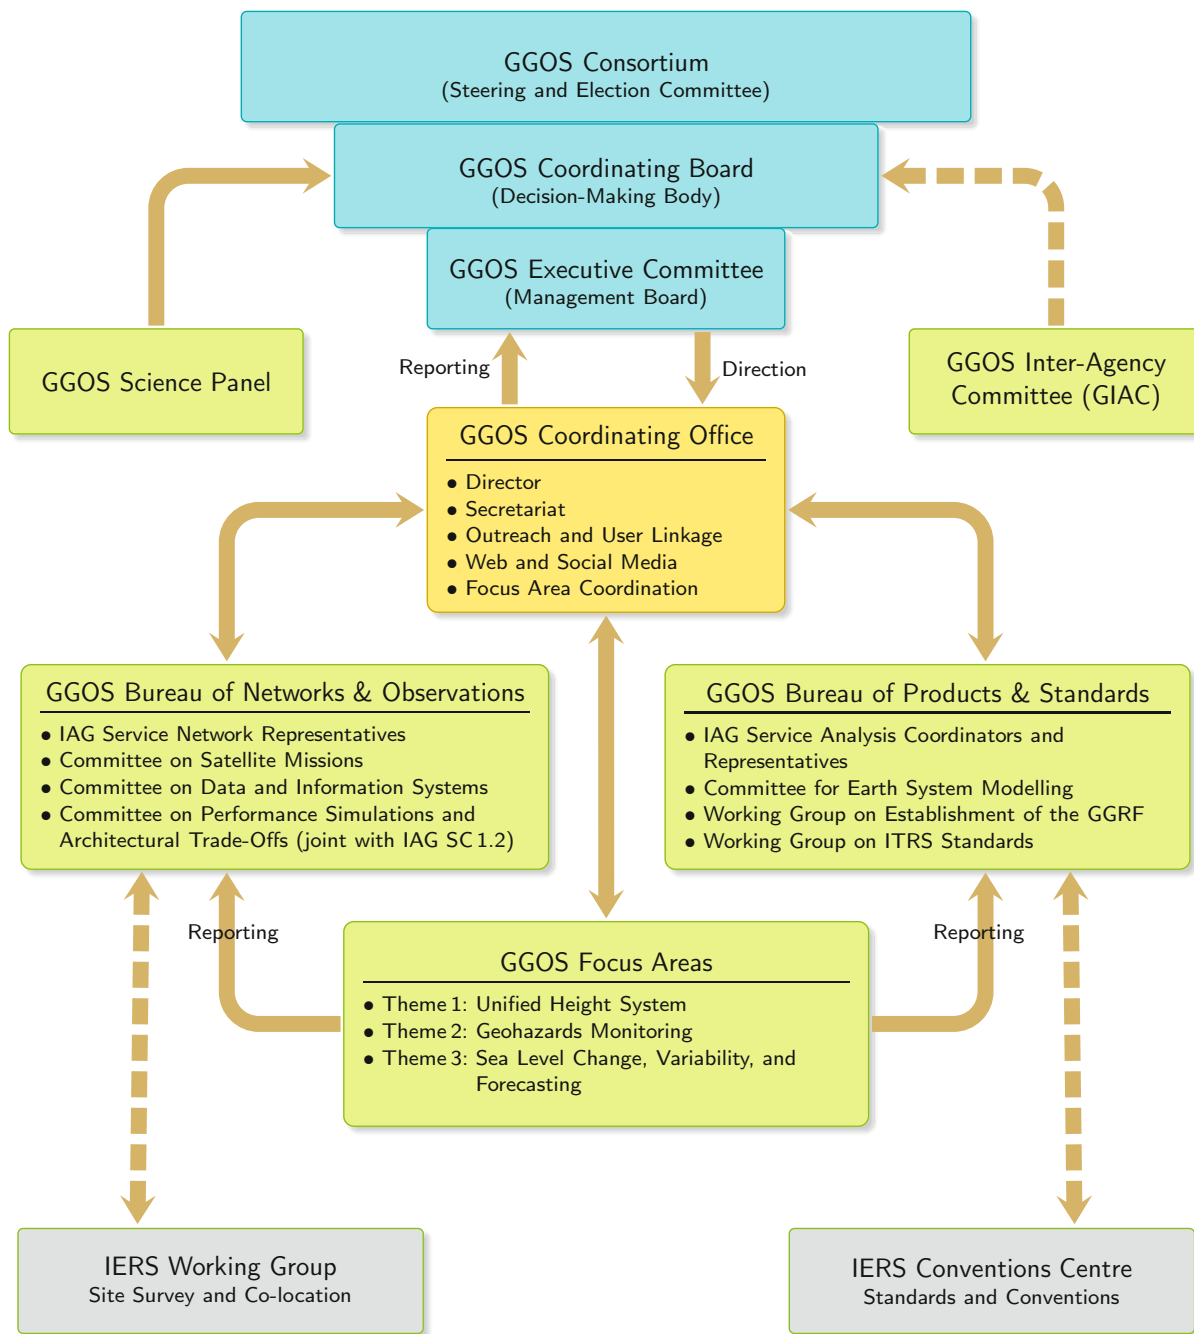 GGOS Consortium
(Steering and Election Committee)
GGOS Coordinating Board
(Decision-Making Body)
GGOS Executive Committee
(Management Board)
GGOS Science Panel
Reporting
Direction
GGOS Inter-Agency
Committee (GIAC)
GGOS Coordinating Office
• Director
• Secretariat
• Outreach and User Linkage
• Web and Social Media
• Focus Area Coordination
GGOS Bureau of Networks & Observations
• IAG Service Network Representatives
• Committee on Satellite Missions
• Committee on Data and Information Systems
• Committee on Performance Simulations and
Architectural Trade-Offs (joint with IAG SC 1.2)
GGOS Bureau of Products & Standards
• IAG Service Analysis Coordinators and
Representatives
• Committee for Earth System Modelling
• Working Group on Establishment of the GGRF
• Working Group on ITRS Standards
Reporting
Reporting
GGOS Focus Areas
• Theme 1: Unified Height System
• Theme 2: Geohazards Monitoring
• Theme 3: Sea Level Change, Variability, and
Forecasting
IERS Working Group
Site Survey and Co-location
IERS Conventions Centre
Standards and Conventions